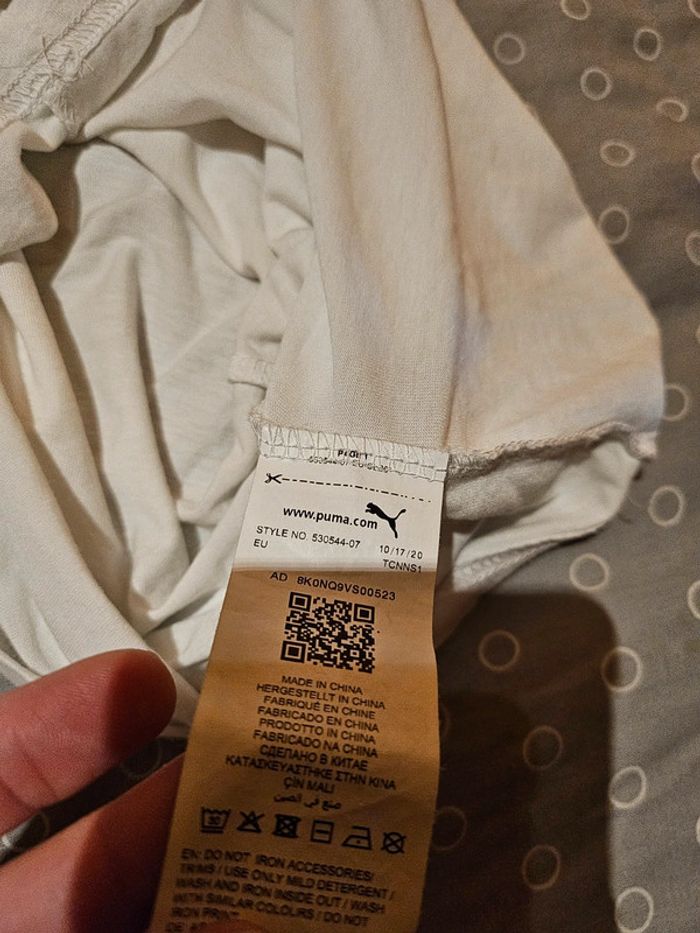 www.puma.com
STYLE NO. 530544-07 10/17/20
EU TCNNS1
AD 8K0NQ9VS00523
MADE IN CHINA
HERGESTELLT IN CHINA
FABRIQUÉ EN CHINE
FABRICADO EN CHINA
PRODOTTO IN CHINA
FABRICADO NA CHINA
СДЕЛАНО В КИТАЕ
ΚΑΤΑΣΚΕΥΑΣΤΗΚΕ ΣΤΗΝ ΚΙΝΑ
ÇİN MALI
صنع في الصين
30
EN: DO NOT IRON ACCESSORIES/
TRIMS / USE ONLY MILD DETERGENT /
WASH AND IRON INSIDE OUT / WASH
WITH SIMILAR COLOURS / DO NOT
IRON PRINT
DE: